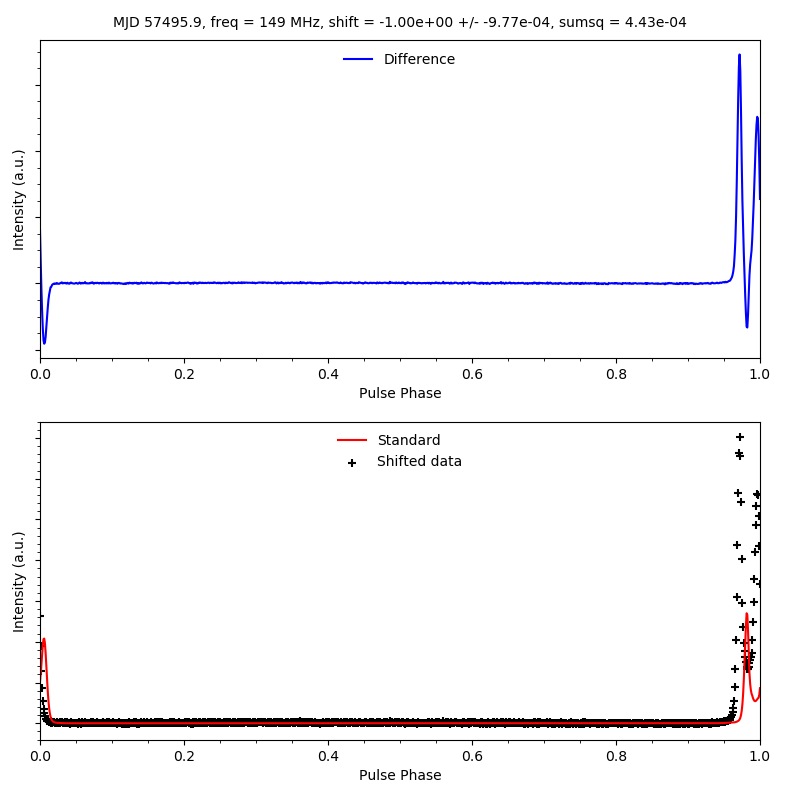 MJD 57495.9, freq = 149 MHz, shift = -1.00e+00 +/- -9.77e-04, sumsq = 4.43e-04
Difference
Intensity (a.u.)
0.0 0.2 0.4 0.6 0.8 1.0
Pulse Phase
Standard
Shifted data
Intensity (a.u.)
0.0 0.2 0.4 0.6 0.8 1.0
Pulse Phase